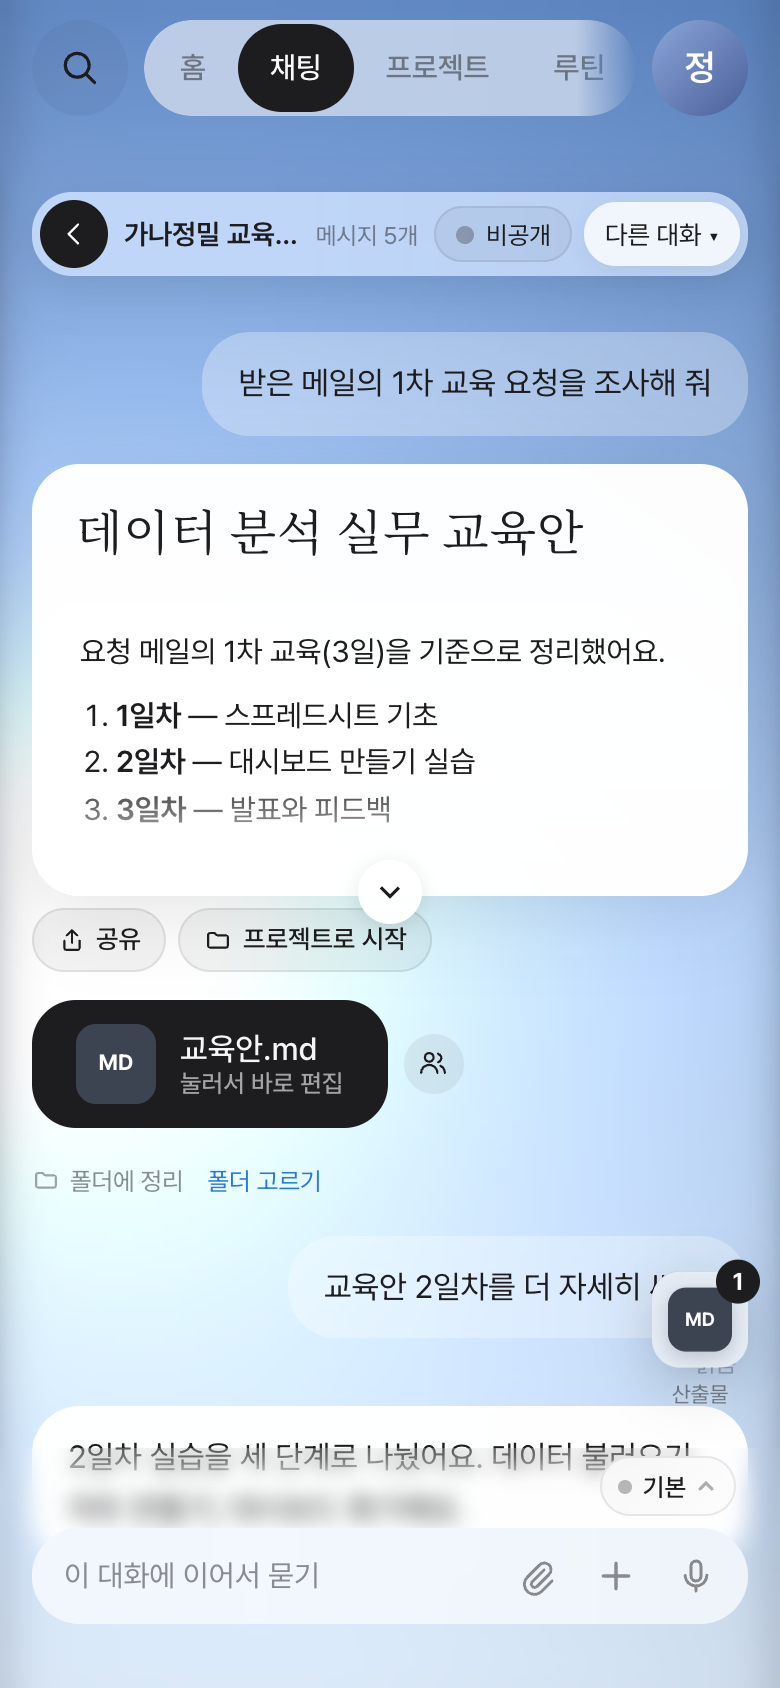 홈
채팅
프로젝트
루틴
정
가나정밀 교육...
메시지 5개
비공개
다른 대화 ▾
받은 메일의 1차 교육 요청을 조사해 줘
데이터 분석 실무 교육안
요청 메일의 1차 교육(3일)을 기준으로 정리했어요.
1. 1일차 — 스프레드시트 기초
2. 2일차 — 대시보드 만들기 실습
3. 3일차 — 발표와 피드백
공유
프로젝트로 시작
MD
교육안.md
눌러서 바로 편집
폴더에 정리
폴더 고르기
교육안 2일차를 더 자세히
1
MD
산출물
2일차 실습을 세 단계로 나눴어요. 데이터 불러오기
기본
이 대화에 이어서 묻기